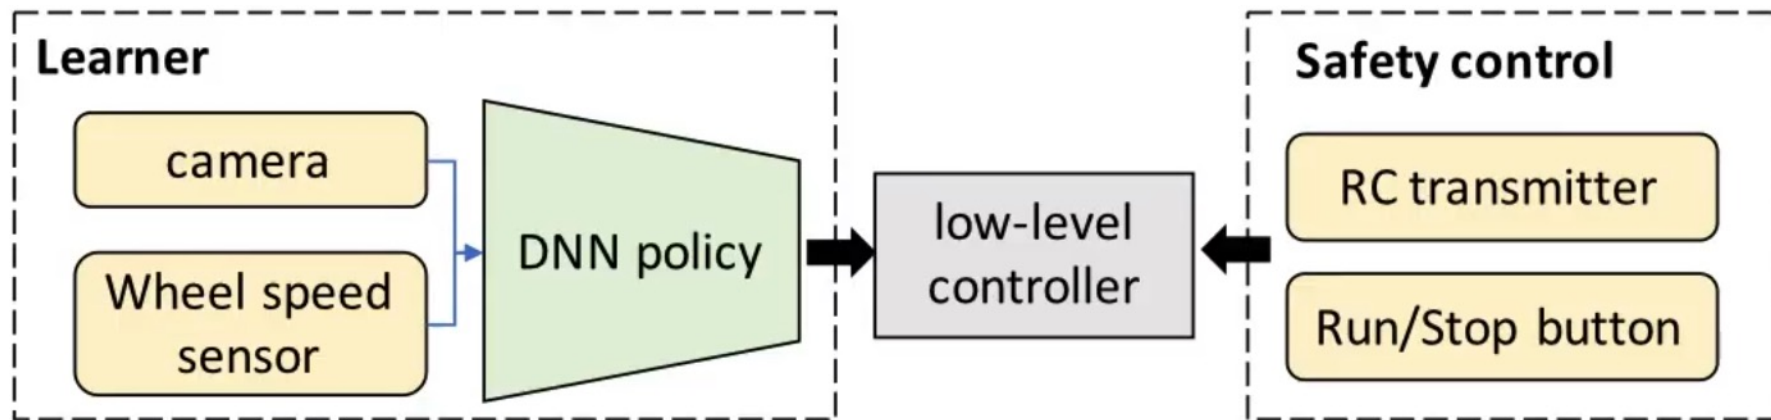 Learner
camera
Wheel speed
sensor
DNN policy
low-level
controller
Safety control
RC transmitter
Run/Stop button